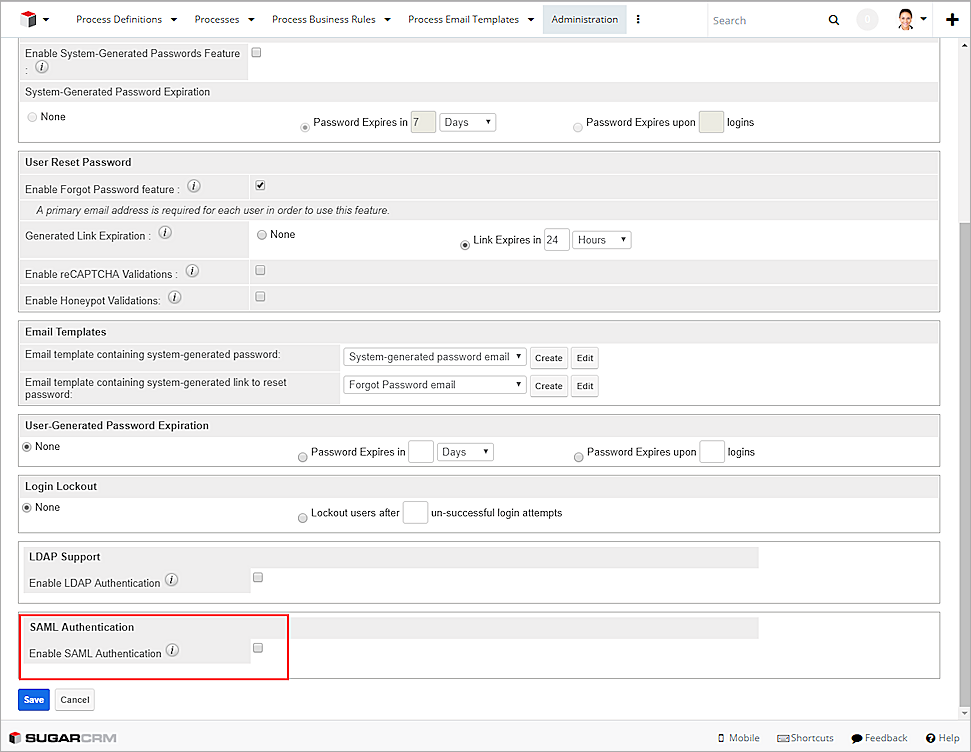 Process Definitions Processes Process Business Rules Process Email Templates Administration Search 0
Enable System-Generated Passwords Feature
: i
System-Generated Password Expiration
None Password Expires in 7 Days Password Expires upon logins
User Reset Password
Enable Forgot Password feature : i
A primary email address is required for each user in order to use this feature.
Generated Link Expiration : i None Link Expires in 24 Hours
Enable reCAPTCHA Validations : i
Enable Honeypot Validations: i
Email Templates
Email template containing system-generated password: System-generated password email Create Edit
Email template containing system-generated link to reset
password: Forgot Password email Create Edit
User-Generated Password Expiration
None Password Expires in Days Password Expires upon logins
Login Lockout
None Lockout users after un-successful login attempts
LDAP Support
Enable LDAP Authentication i
SAML Authentication
Enable SAML Authentication i
Save Cancel
SUGARCRM Mobile Shortcuts Feedback Help